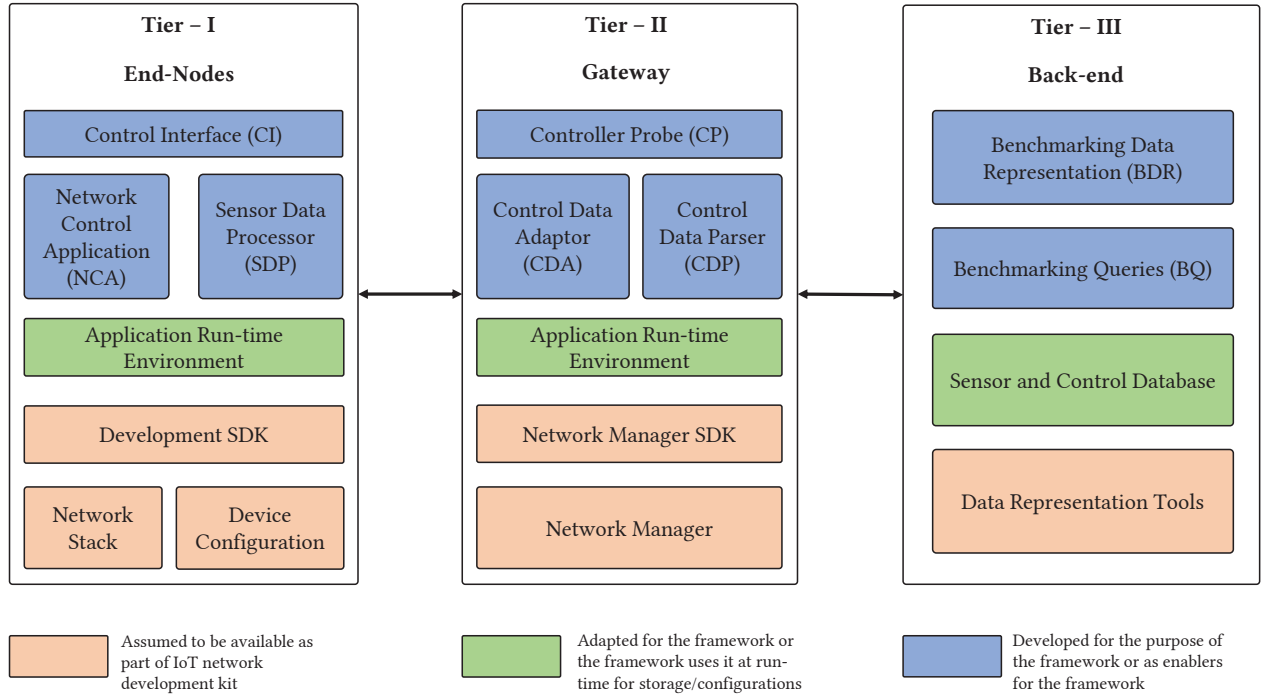 Tier – I
End-Nodes
Control Interface (CI)
Network
Control
Application
(NCA)
Sensor Data
Processor
(SDP)
Application Run-time
Environment
Development SDK
Network
Stack
Device
Configuration
Tier – II
Gateway
Controller Probe (CP)
Control Data
Adaptor
(CDA)
Control
Data Parser
(CDP)
Application Run-time
Environment
Network Manager SDK
Network Manager
Tier – III
Back-end
Benchmarking Data
Representation (BDR)
Benchmarking Queries (BQ)
Sensor and Control Database
Data Representation Tools
Assumed to be available as
part of IoT network
development kit
Adapted for the framework or
the framework uses it at run-
time for storage/configurations
Developed for the purpose of
the framework or as enablers
for the framework